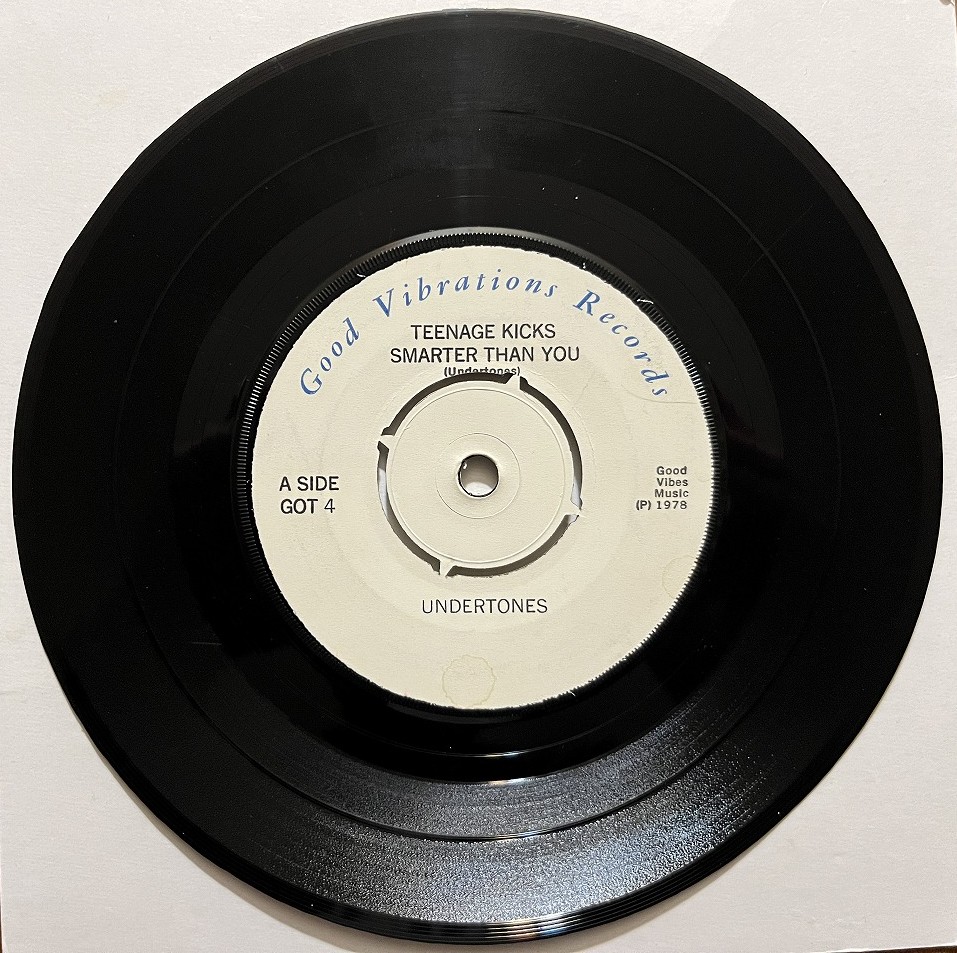 Good Vibrations Records
TEENAGE KICKS
SMARTER THAN YOU
(Undertones)
A SIDE
GOT 4
Good
Vibes
Music
(P) 1978
UNDERTONES